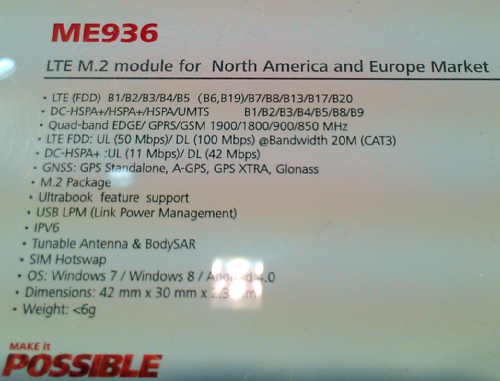 ME936
LTE M.2 module for North America and Europe Market
• LTE (FDD) B1/B2/B3/B4/B5 (B6,B19)/B7/B8/B13/B17/B20
• DC-HSPA+/HSPA+/HSPA/UMTS B1/B2/B3/B4/B5/B8/B9
• Quad-band EDGE/ GPRS/GSM 1900/1800/900/850 MHz
• LTE FDD: UL (50 Mbps)/ DL (100 Mbps) @Bandwidth 20M (CAT3)
• DC-HSPA+ :UL (11 Mbps)/ DL (42 Mbps)
• GNSS: GPS Standalone, A-GPS, GPS XTRA, Glonass
• M.2 Package
• Ultrabook feature support
• USB LPM (Link Power Management)
• IPV6
• Tunable Antenna & BodySAR
• SIM Hotswap
• OS: Windows 7 / Windows 8 / Android 4.0
• Dimensions: 42 mm x 30 mm x
• Weight: <6g
MAKE it
POSSIBLE